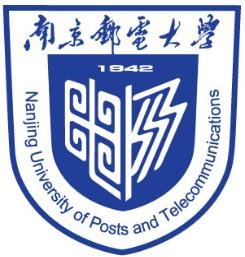 南京郵電大學
1942
Nanjing University of Posts and Telecommunications